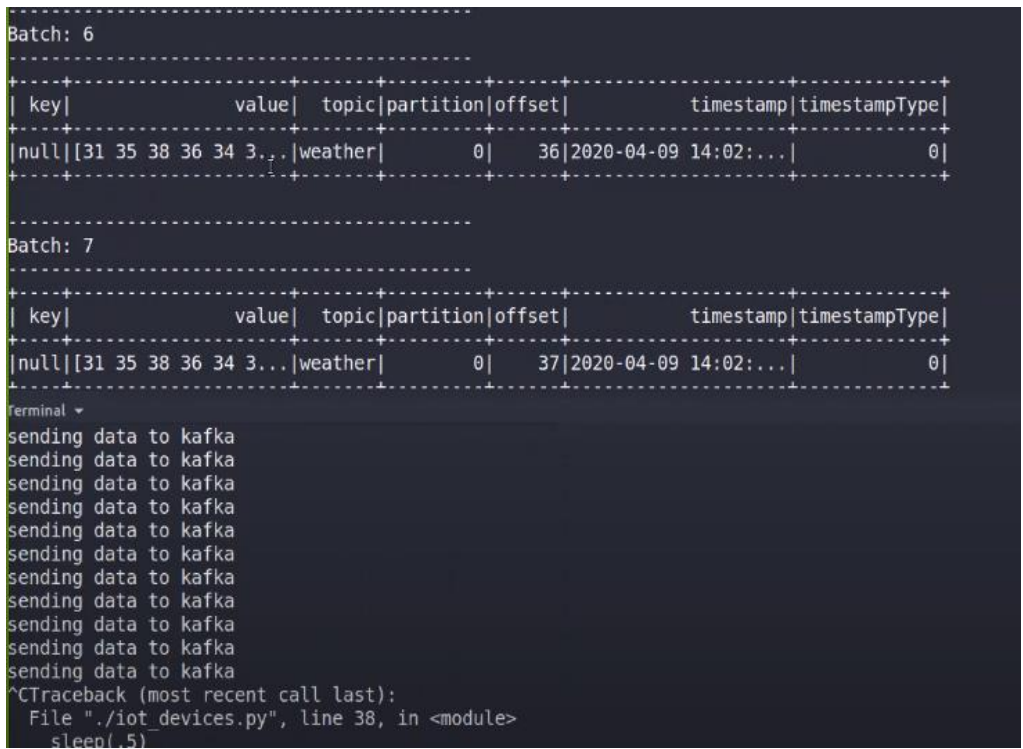 --------------------------------------------
Batch: 6
--------------------------------------------
+----+--------------------+-------+---------+------+--------------------+-------------+
| key|               value|  topic|partition|offset|           timestamp|timestampType|
+----+--------------------+-------+---------+------+--------------------+-------------+
|null|[31 35 38 36 34 3...|weather|        0|    36|2020-04-09 14:02:...|            0|
+----+--------------------+-------+---------+------+--------------------+-------------+
--------------------------------------------
Batch: 7
--------------------------------------------
+----+--------------------+-------+---------+------+--------------------+-------------+
| key|               value|  topic|partition|offset|           timestamp|timestampType|
+----+--------------------+-------+---------+------+--------------------+-------------+
|null|[31 35 38 36 34 3...|weather|        0|    37|2020-04-09 14:02:...|            0|
+----+--------------------+-------+---------+------+--------------------+-------------+
Terminal
sending data to kafka
sending data to kafka
sending data to kafka
sending data to kafka
sending data to kafka
sending data to kafka
sending data to kafka
sending data to kafka
sending data to kafka
sending data to kafka
sending data to kafka
^CTraceback (most recent call last):
  File "./iot_devices.py", line 38, in <module>
    sleep(.5)